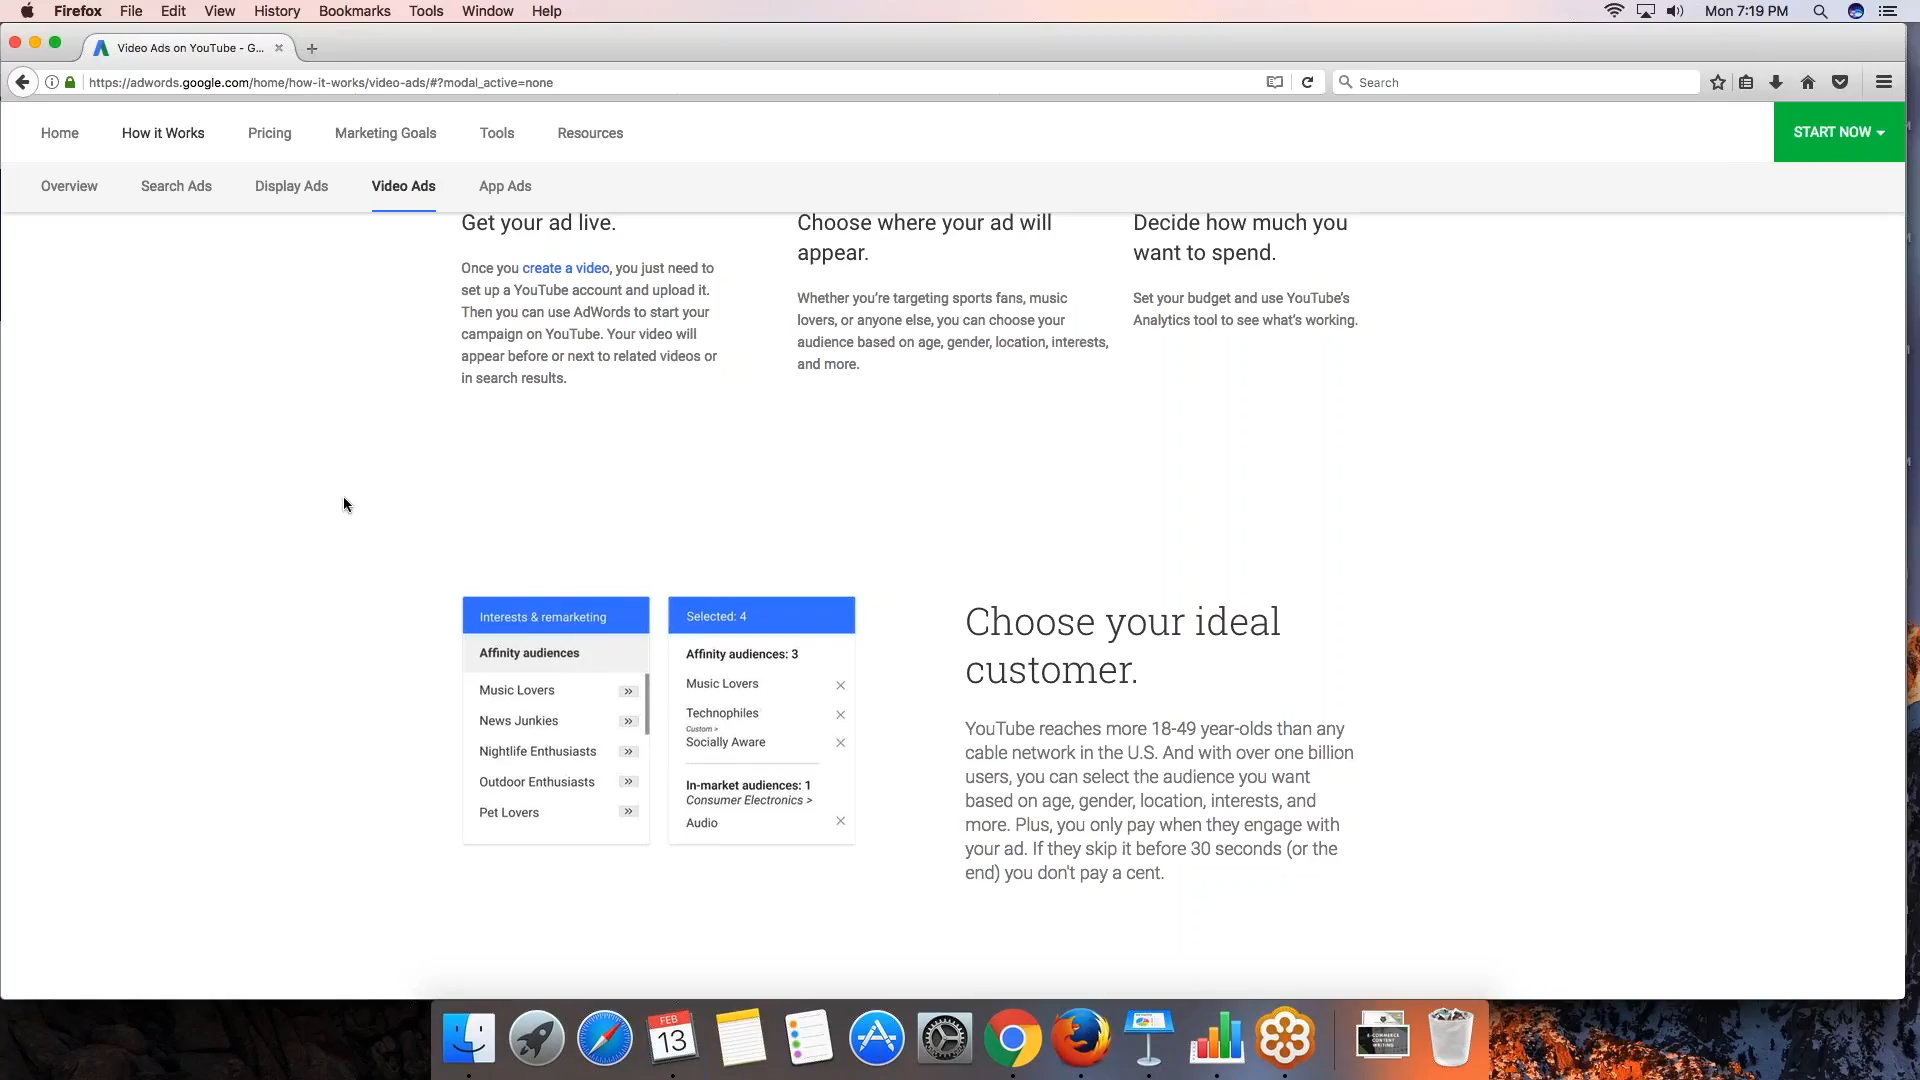 Firefox File Edit View History Bookmarks Tools Window Help
Mon 7:19 PM
Video Ads on YouTube - G...
https://adwords.google.com/home/how-it-works/video-ads/#?modal_active=none
Search
Home How it Works Pricing Marketing Goals Tools Resources
START NOW
Overview Search Ads Display Ads Video Ads App Ads
Get your ad live.
Once you create a video, you just need to
set up a YouTube account and upload it.
Then you can use AdWords to start your
campaign on YouTube. Your video will
appear before or next to related videos or
in search results.
Choose where your ad will
appear.
Whether you’re targeting sports fans, music
lovers, or anyone else, you can choose your
audience based on age, gender, location, interests,
and more.
Decide how much you
want to spend.
Set your budget and use YouTube’s
Analytics tool to see what’s working.
Interests & remarketing
Affinity audiences
Music Lovers
News Junkies
Nightlife Enthusiasts
Outdoor Enthusiasts
Pet Lovers
Selected: 4
Affinity audiences: 3
Music Lovers
Technophiles
Custom >
Socially Aware
In-market audiences: 1
Consumer Electronics >
Audio
Choose your ideal
customer.
YouTube reaches more 18-49 year-olds than any
cable network in the U.S. And with over one billion
users, you can select the audience you want
based on age, gender, location, interests, and
more. Plus, you only pay when they engage with
your ad. If they skip it before 30 seconds (or the
end) you don't pay a cent.
FEB
13
E-COMMERCE
CONTENT
WRITING